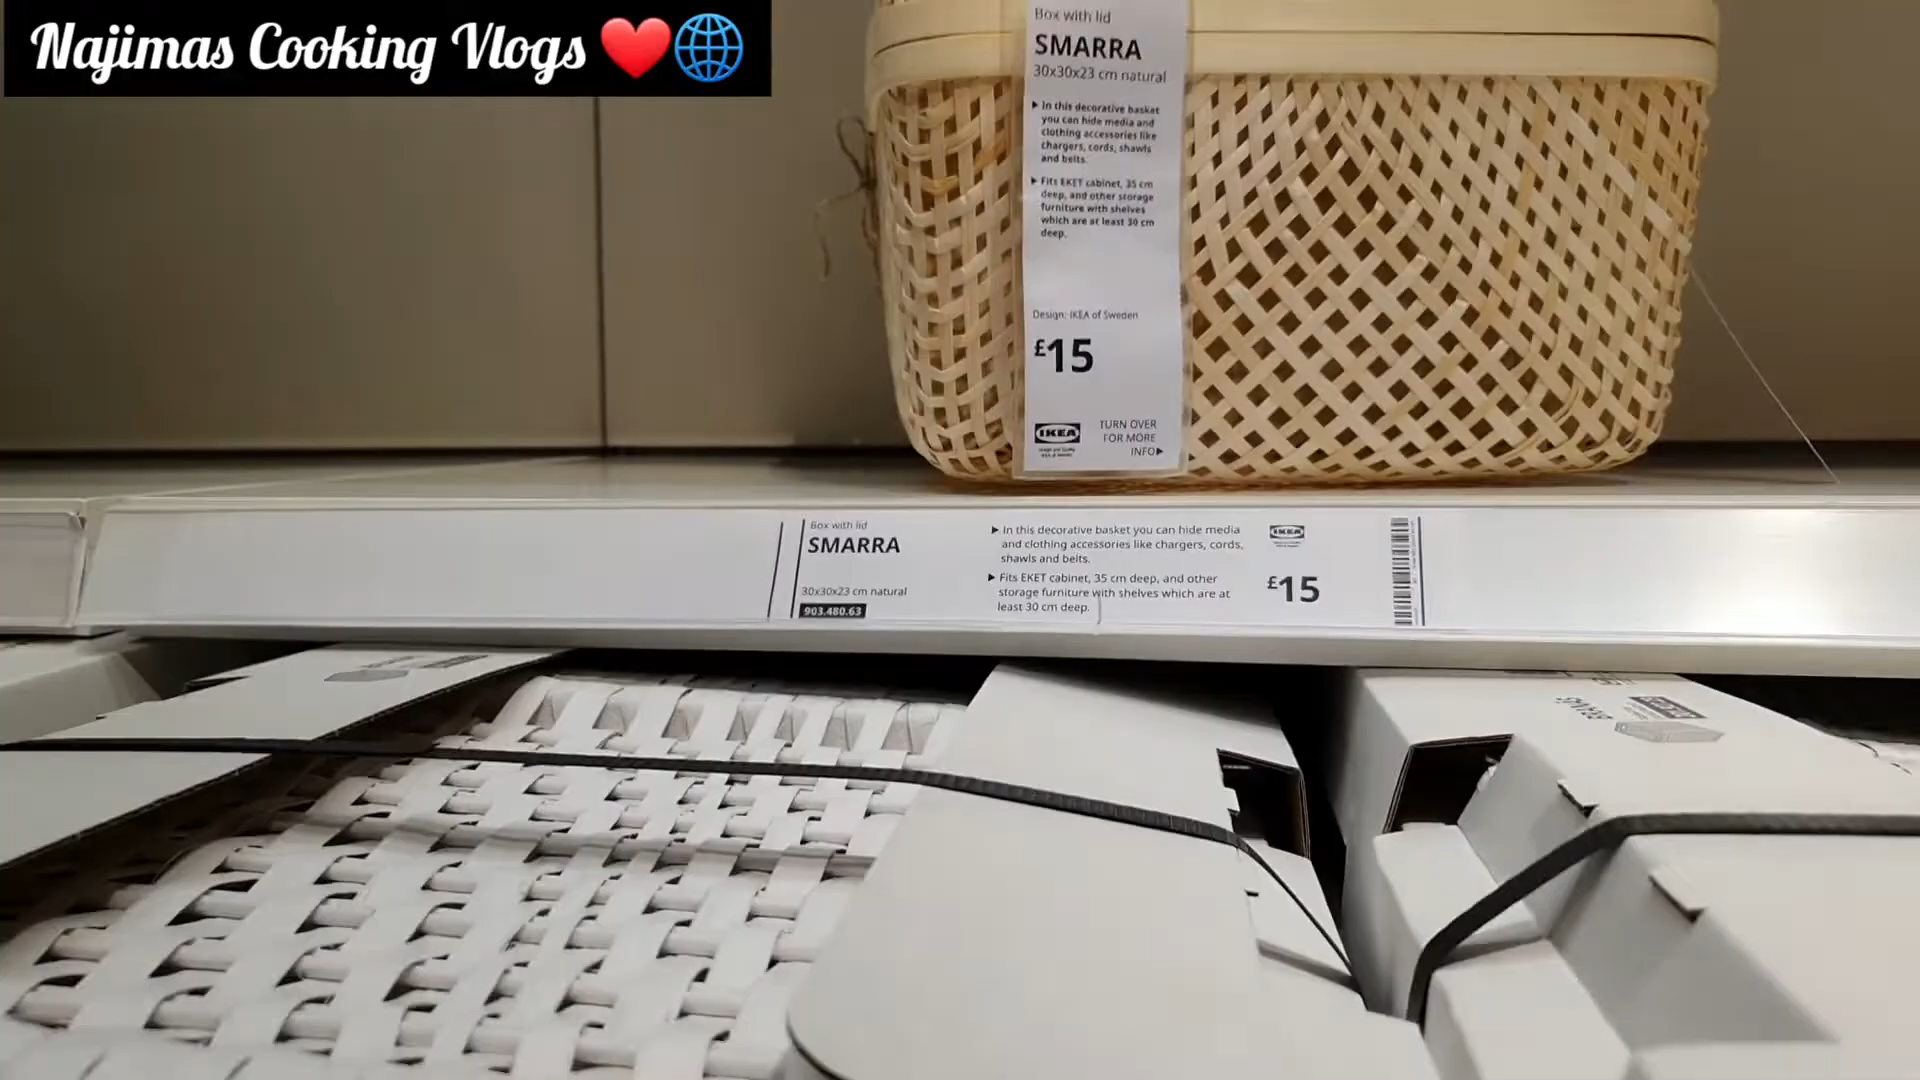 Najimas Cooking Vlogs ❤️🌐
Box with lid
SMARRA
30x30x23 cm natural
▶ In this decorative basket
you can hide media and
clothing accessories like
chargers, cords, shawls
and belts.
▶ Fits EKET cabinet, 35 cm
deep, and other storage
furniture with shelves
which are at least 30 cm
deep.
Design: IKEA of Sweden
£15
IKEA
TURN OVER
FOR MORE
INFO▶
Box with lid
SMARRA
30x30x23 cm natural
903.480.63
▶ In this decorative basket you can hide media
and clothing accessories like chargers, cords,
shawls and belts.
▶ Fits EKET cabinet, 35 cm deep, and other
storage furniture with shelves which are at
least 30 cm deep.
IKEA
£15